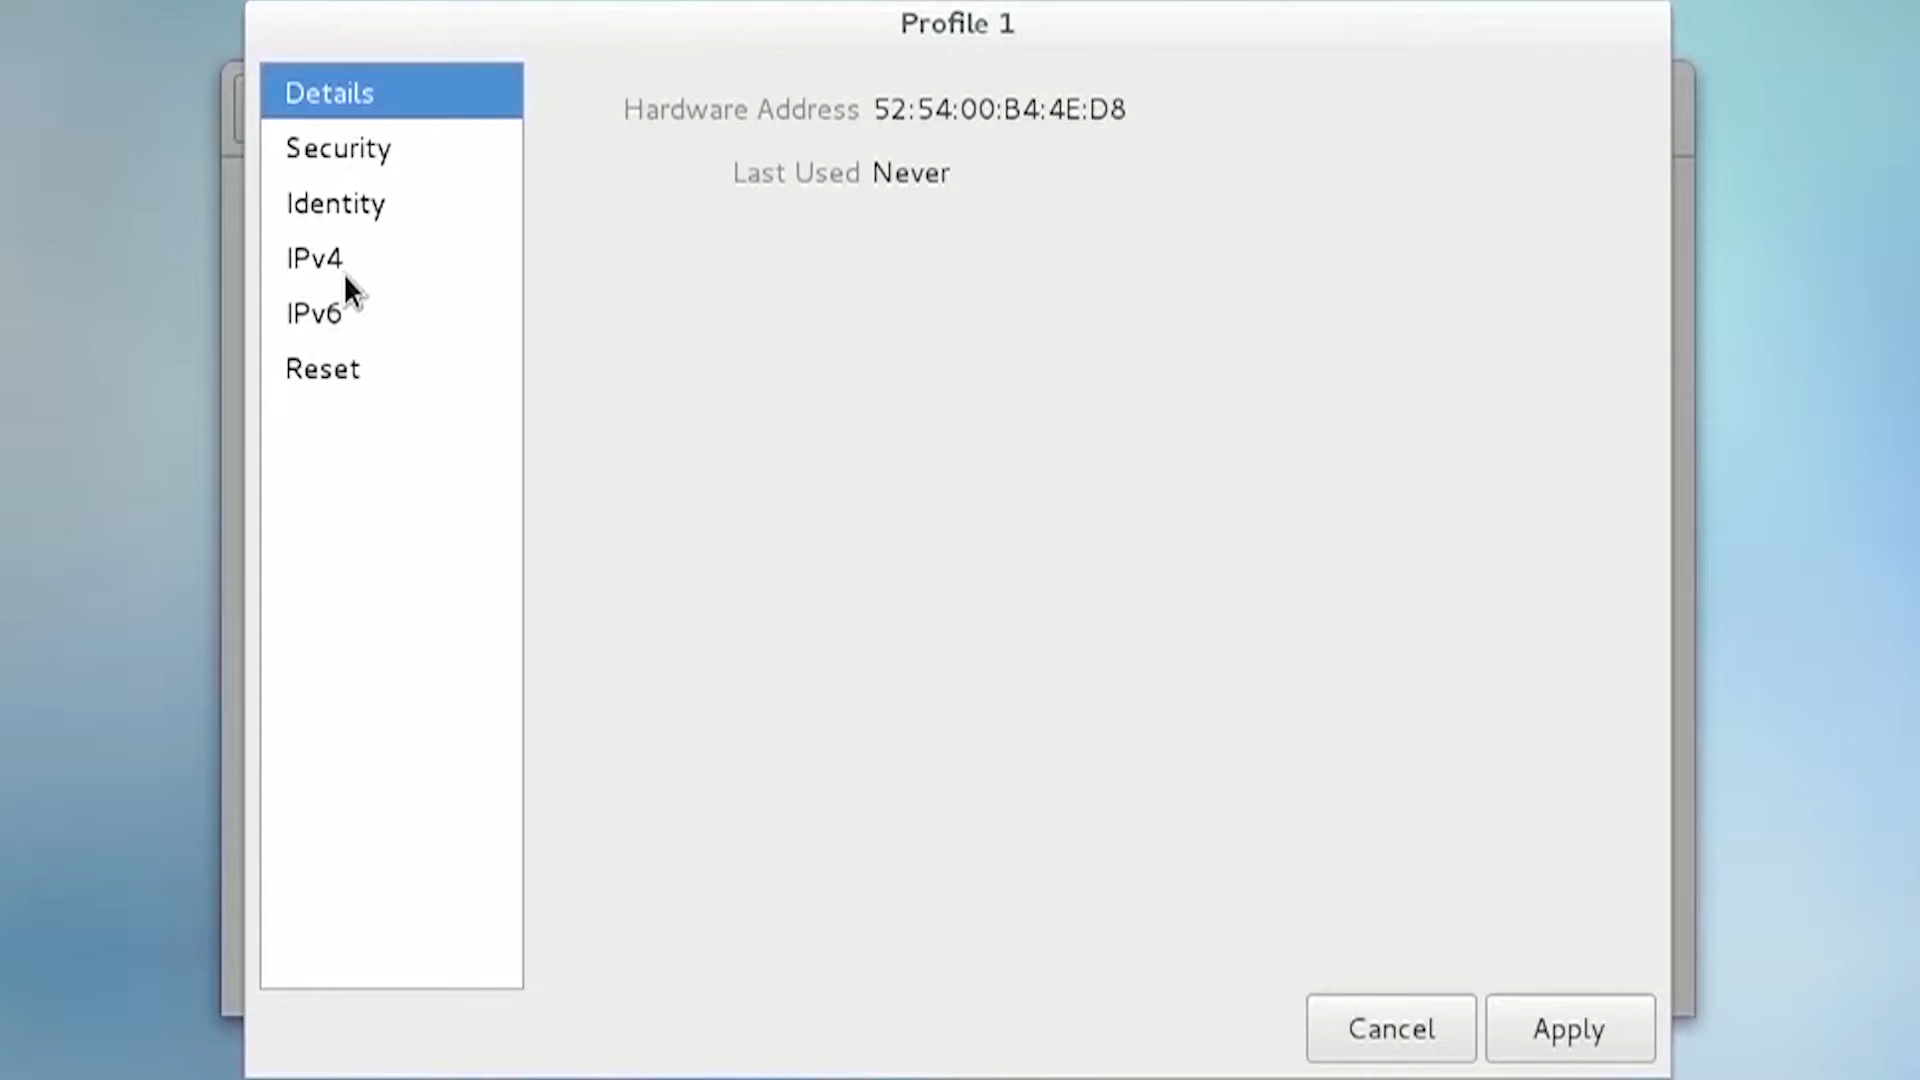 Profile 1
Details
Security
Identity
IPv4
IPv6
Reset
Hardware Address 52:54:00:B4:4E:D8
Last Used Never
Cancel
Apply